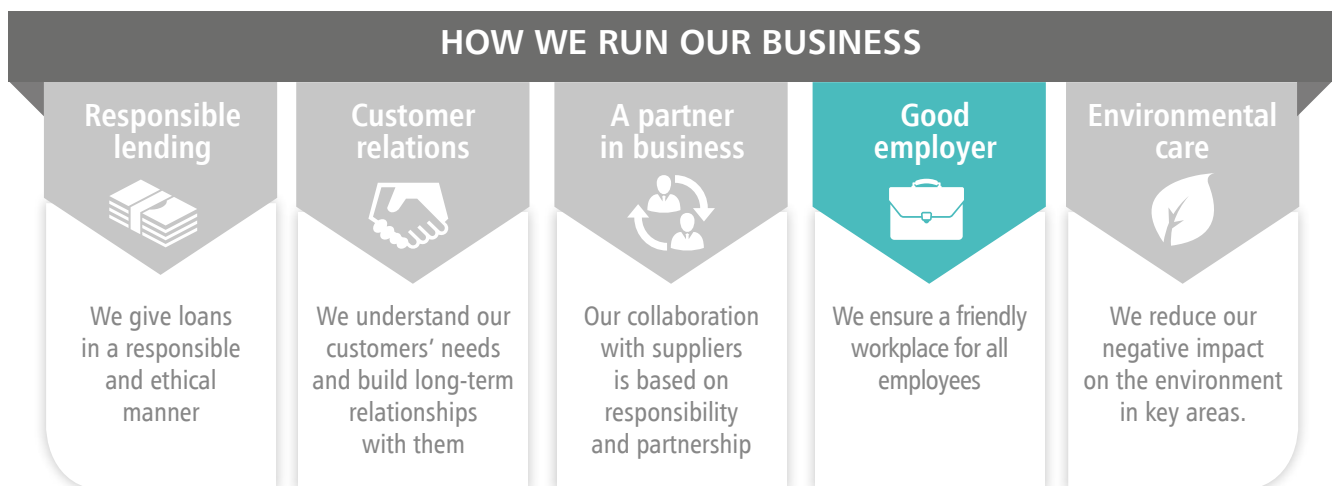 HOW WE RUN OUR BUSINESS
Responsible
lending
We give loans
in a responsible
and ethical
manner
Customer
relations
We understand our
customers’ needs
and build long-term
relationships
with them
A partner
in business
Our collaboration
with suppliers
is based on
responsibility
and partnership
Good
employer
We ensure a friendly
workplace for all
employees
Environmental
care
We reduce our
negative impact
on the environment
in key areas.